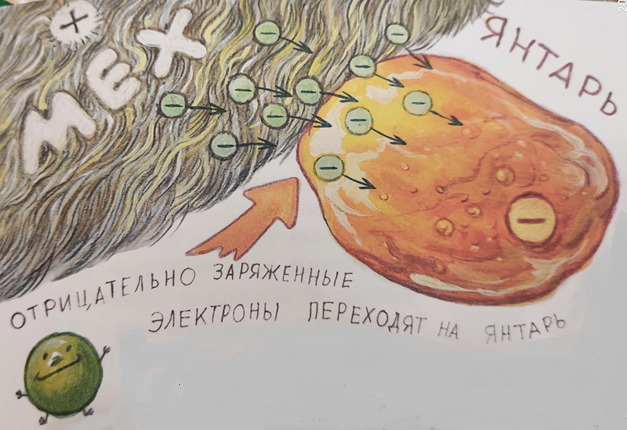 МЕХ
ЯНТАРЬ
ОТРИЦАТЕЛЬНО ЗАРЯЖЕННЫЕ
ЭЛЕКТРОНЫ ПЕРЕХОДЯТ НА ЯНТАРЬ